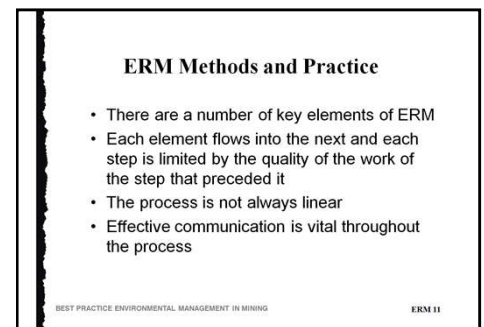 ERM Methods and Practice
• There are a number of key elements of ERM
• Each element flows into the next and each
step is limited by the quality of the work of
the step that preceded it
• The process is not always linear
• Effective communication is vital throughout
the process
BEST PRACTICE ENVIRONMENTAL MANAGEMENT IN MINING
ERM 11